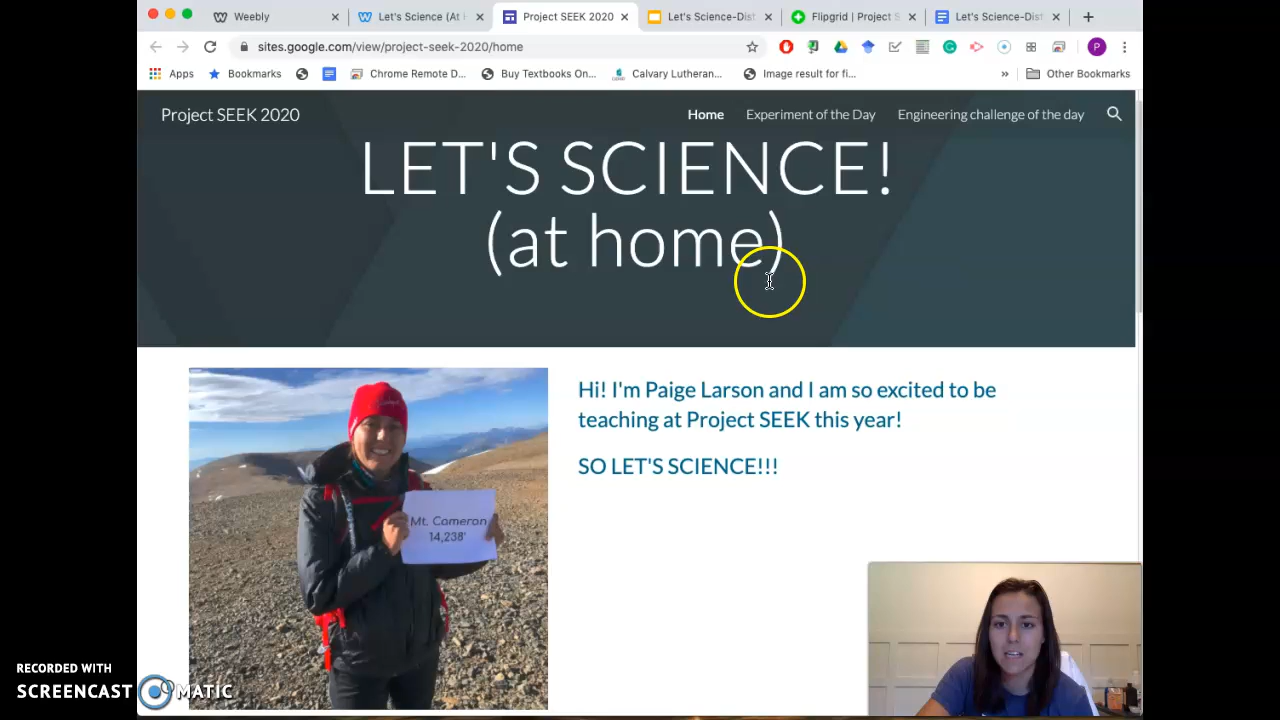 Weebly
Let's Science (At I
Project SEEK 2020
Let's Science-Dist
Flipgrid | Project S
Let's Science-Dist
sites.google.com/view/project-seek-2020/home
P
Apps
Bookmarks
Chrome Remote D...
Buy Textbooks On...
Calvary Lutheran...
Image result for fi...
»
Other Bookmarks
Project SEEK 2020
Home
Experiment of the Day
Engineering challenge of the day
LET'S SCIENCE!
(at home)
Hi! I'm Paige Larson and I am so excited to be
teaching at Project SEEK this year!
SO LET'S SCIENCE!!!
Mt. Cameron
14,238'
RECORDED WITH
SCREENCAST MATIC